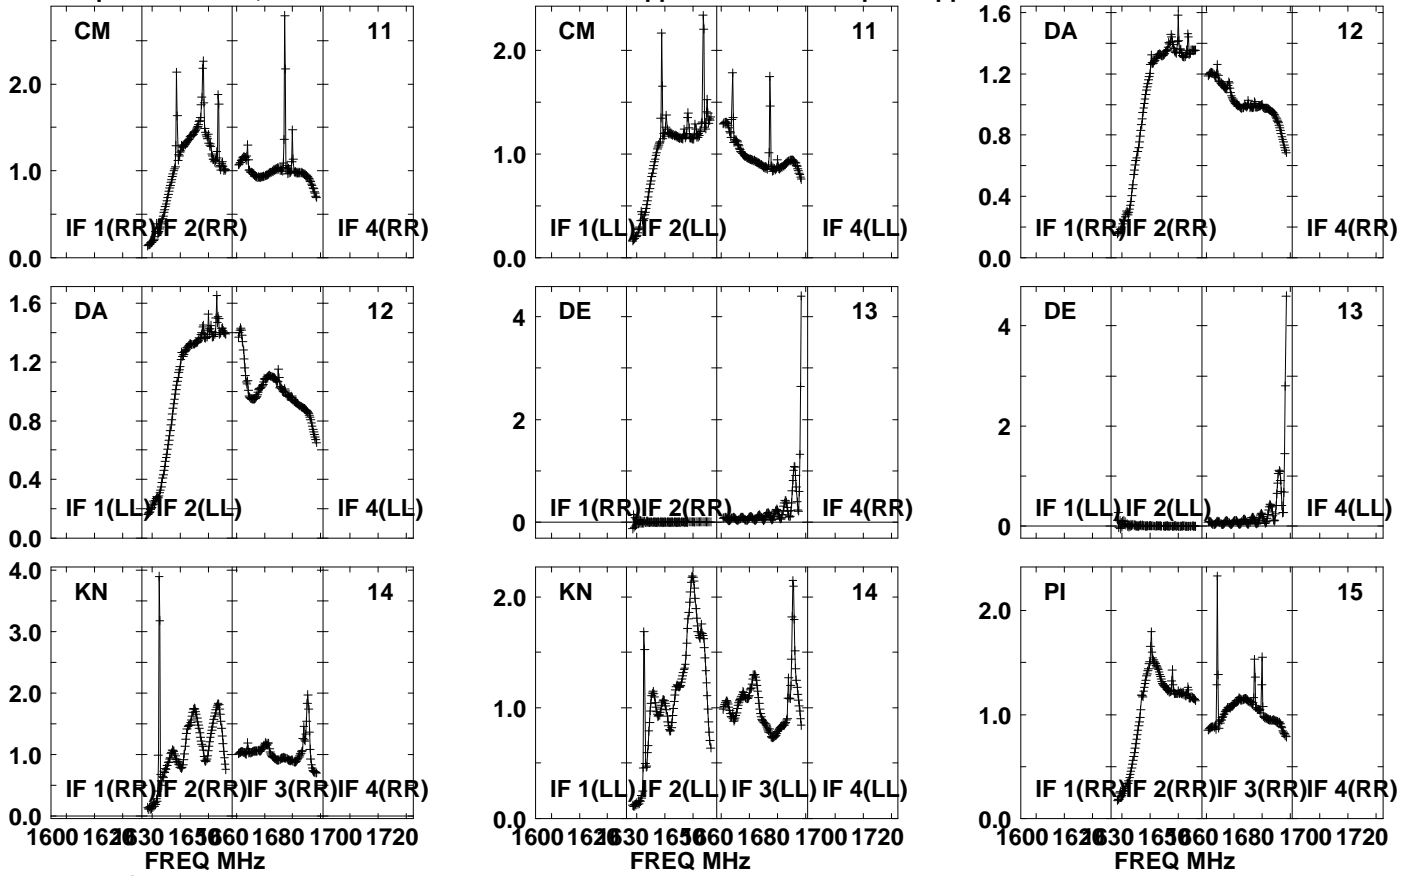 CM 11
2.0
1.0
0.0
IF 1(RR) IF 2(RR) IF 4(RR)
CM 11
2.0
1.0
0.0
IF 1(LL) IF 2(LL) IF 4(LL)
DA 12
1.6
1.2
0.8
0.4
0.0
IF 1(RR) IF 2(RR) IF 4(RR)
DA 12
1.6
1.2
0.8
0.4
0.0
IF 1(LL) IF 2(LL) IF 4(LL)
DE 13
4
2
0
IF 1(RR) IF 2(RR) IF 4(RR)
DE 13
4
2
0
IF 1(LL) IF 2(LL) IF 4(LL)
KN 14
4.0
3.0
2.0
1.0
0.0
IF 1(RR) IF 2(RR) IF 3(RR) IF 4(RR)
1600 1620 1630 1650 1660 1680 1700 1720
FREQ MHz
KN 14
2.0
1.0
0.0
IF 1(LL) IF 2(LL) IF 3(LL) IF 4(LL)
1600 1620 1630 1650 1660 1680 1700 1720
FREQ MHz
PI 15
2.0
1.0
0.0
IF 1(RR) IF 2(RR) IF 3(RR) IF 4(RR)
1600 1620 1630 1650 1660 1680 1700 1720
FREQ MHz